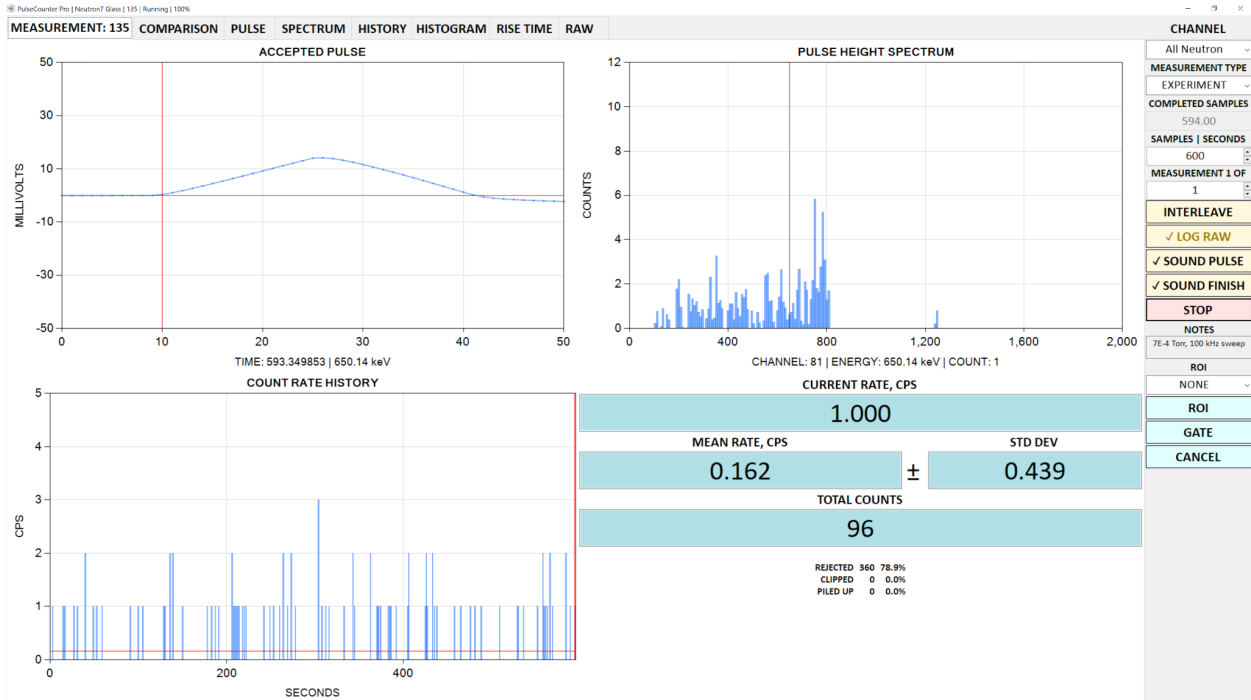 PulseCounter Pro | Neutron7 Glass | 135 | Running | 100%
MEASUREMENT: 135 COMPARISON PULSE SPECTRUM HISTORY HISTOGRAM RISE TIME RAW
ACCEPTED PULSE
50
30
10
-10
-30
-50
MILLIVOLTS
0 10 20 30 40 50
TIME: 593.349853 | 650.14 keV
PULSE HEIGHT SPECTRUM
12
10
8
6
4
2
0
COUNTS
0 400 800 1,200 1,600 2,000
CHANNEL: 81 | ENERGY: 650.14 keV | COUNT: 1
COUNT RATE HISTORY
5
4
3
2
1
0
CPS
0 200 400
SECONDS
CURRENT RATE, CPS
1.000
MEAN RATE, CPS STD DEV
0.162 ± 0.439
TOTAL COUNTS
96
REJECTED 360 78.9%
CLIPPED 0 0.0%
PILED UP 0 0.0%
CHANNEL
All Neutron
MEASUREMENT TYPE
EXPERIMENT
COMPLETED SAMPLES
594.00
SAMPLES | SECONDS
600
MEASUREMENT 1 OF
1
INTERLEAVE
✓ LOG RAW
✓ SOUND PULSE
✓ SOUND FINISH
STOP
NOTES
7E-4 Torr, 100 kHz sweep
ROI
NONE
ROI
GATE
CANCEL